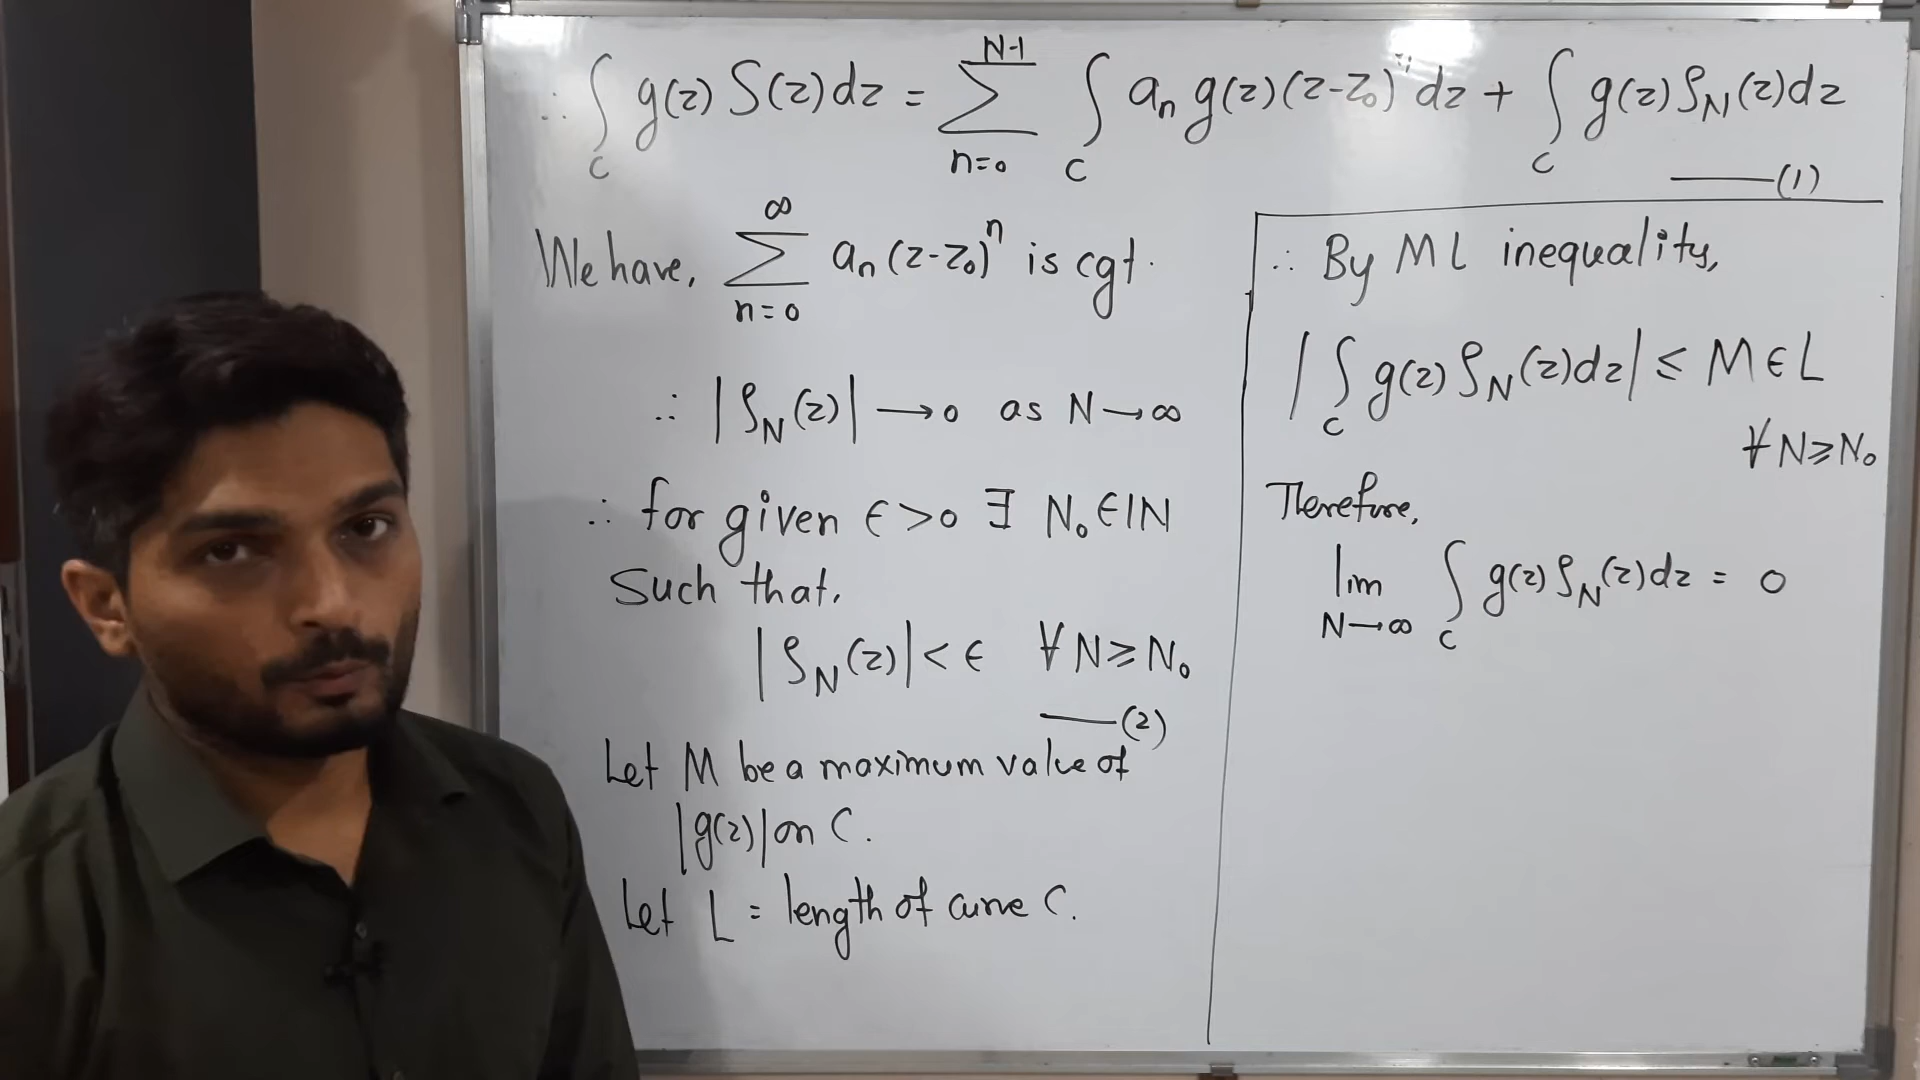 ∴ ∫_C g(z) S(z) dz = Σ_{n=0}^{N-1} ∫_C a_n g(z) (z-z_0)^n dz + ∫_C g(z) ρ_N(z) dz
——(1)
We have, Σ_{n=0}^{∞} a_n (z-z_0)^n is cgt.
∴ |ρ_N(z)| → 0 as N → ∞
∴ for given ϵ > 0 ∃ N_0 ∈ ℕ
Such that,
|ρ_N(z)| < ϵ ∀ N ≥ N_0
——(2)
Let M be a maximum value of
|g(z)| on C.
Let L = length of curve C.
∴ By ML inequality,
|∫_C g(z) ρ_N(z) dz| ≤ M ϵ L
∀ N ≥ N_0
Therefore,
lim_{N→∞} ∫_C g(z) ρ_N(z) dz = 0